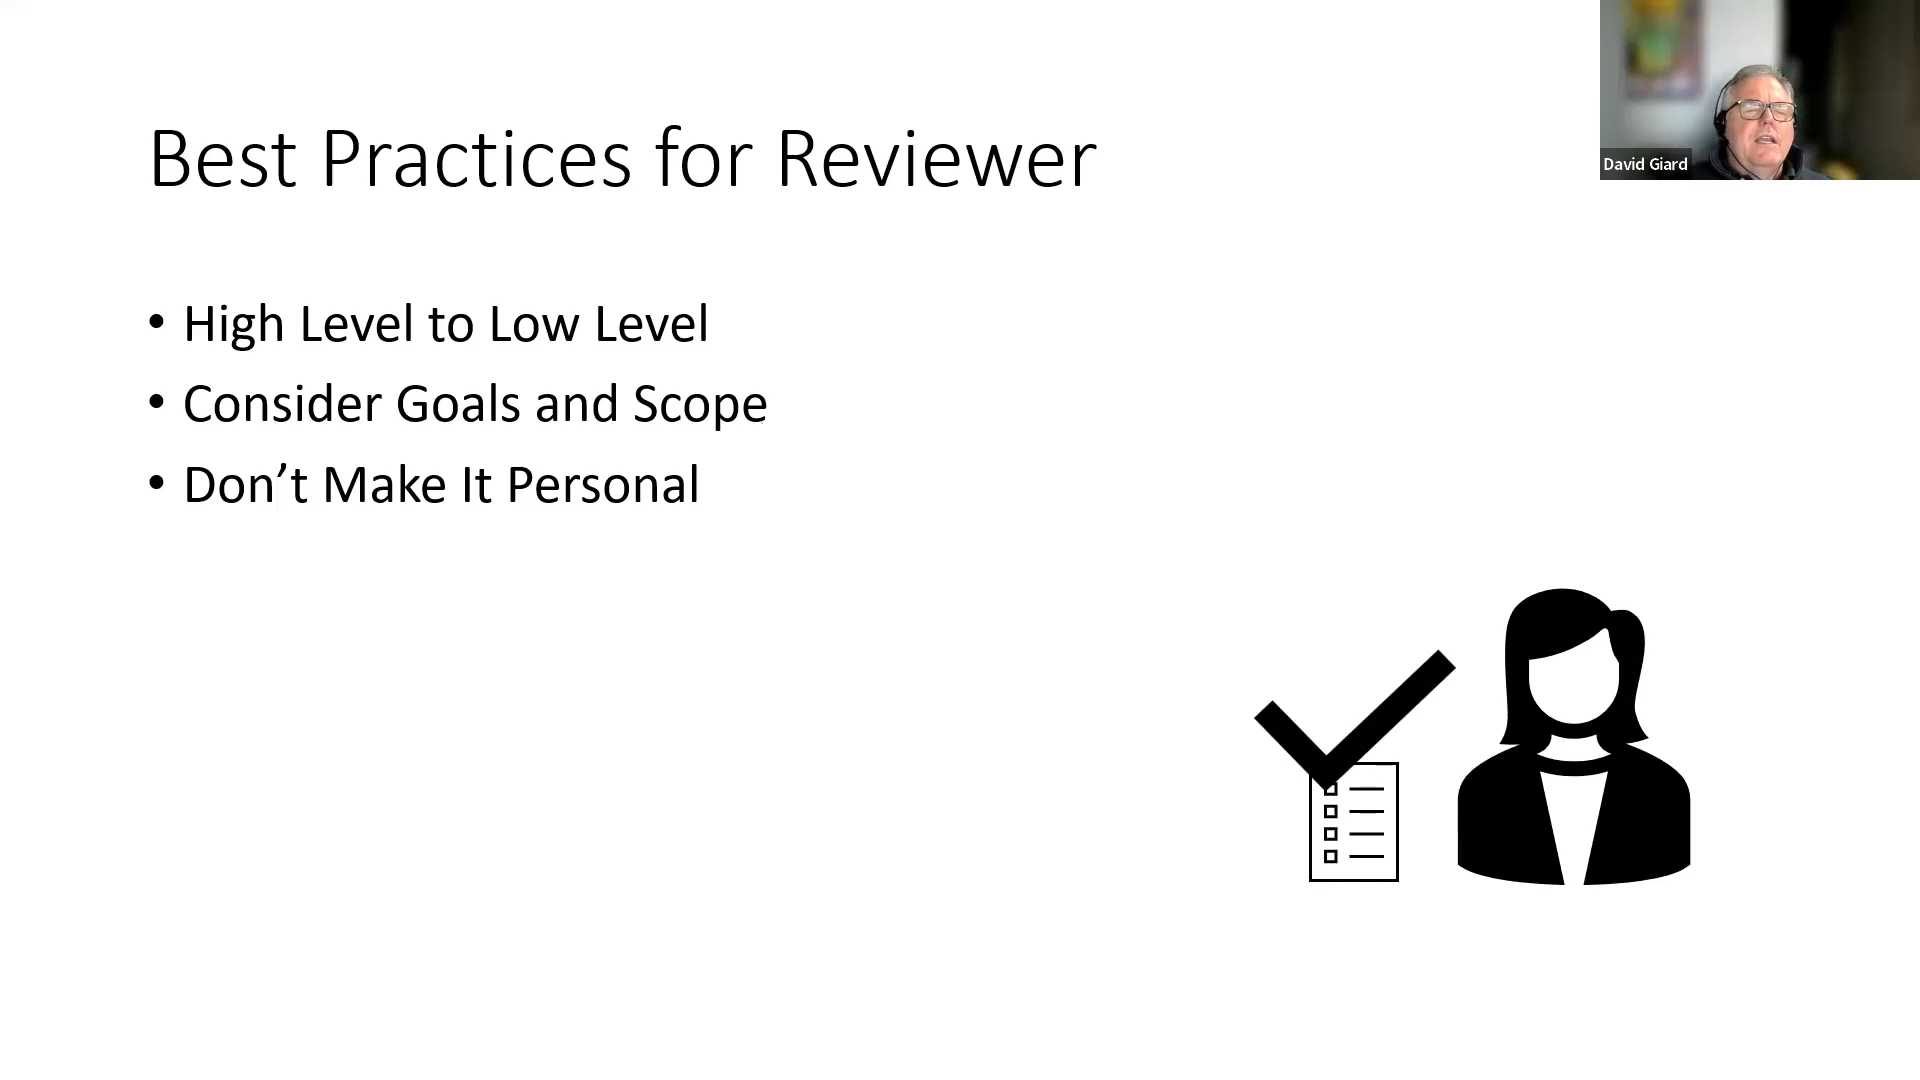 Best Practices for Reviewer
David Giard
• High Level to Low Level
• Consider Goals and Scope
• Don’t Make It Personal